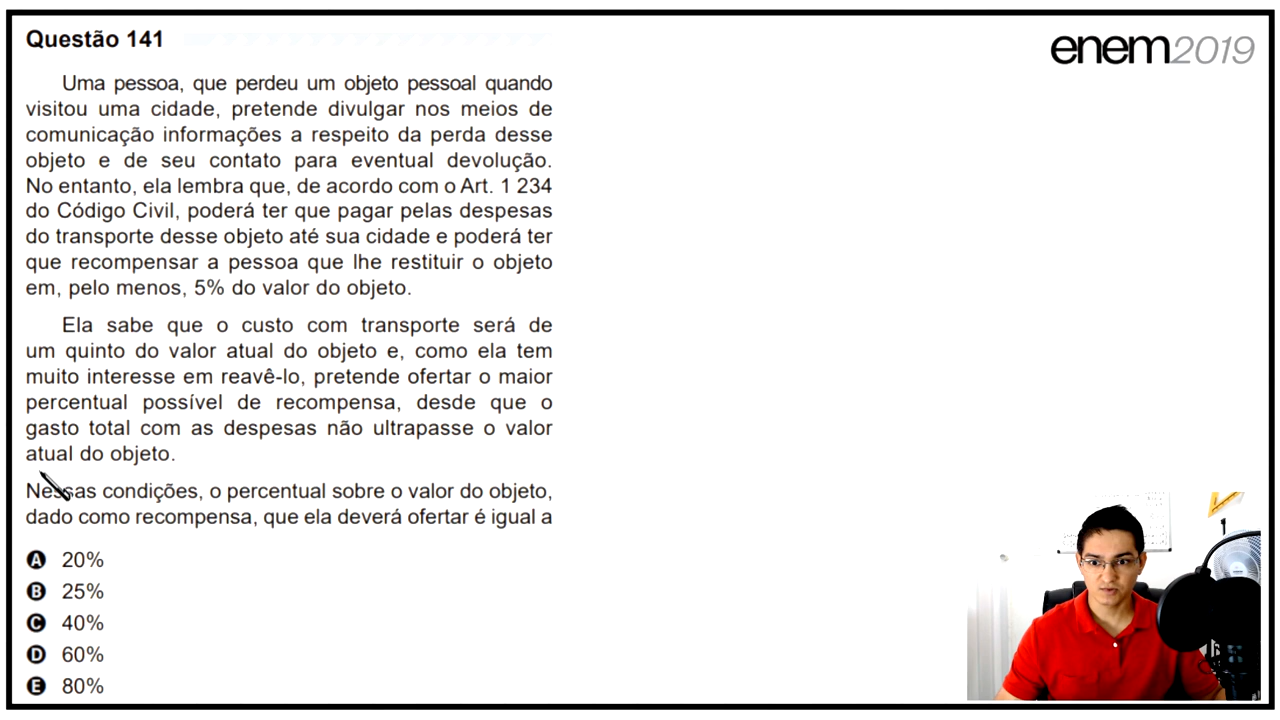 Questão 141
enem2019
Uma pessoa, que perdeu um objeto pessoal quando
visitou uma cidade, pretende divulgar nos meios de
comunicação informações a respeito da perda desse
objeto e de seu contato para eventual devolução.
No entanto, ela lembra que, de acordo com o Art. 1 234
do Código Civil, poderá ter que pagar pelas despesas
do transporte desse objeto até sua cidade e poderá ter
que recompensar a pessoa que lhe restituir o objeto
em, pelo menos, 5% do valor do objeto.
Ela sabe que o custo com transporte será de
um quinto do valor atual do objeto e, como ela tem
muito interesse em reavê-lo, pretende ofertar o maior
percentual possível de recompensa, desde que o
gasto total com as despesas não ultrapasse o valor
atual do objeto.
Nessas condições, o percentual sobre o valor do objeto,
dado como recompensa, que ela deverá ofertar é igual a
A 20%
B 25%
C 40%
D 60%
E 80%